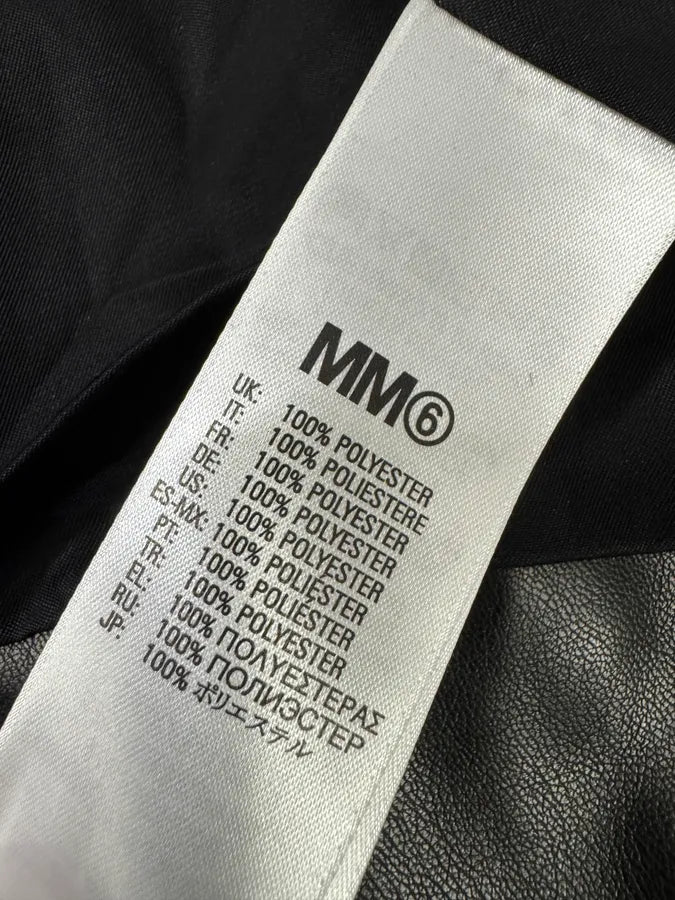 MM⑥
UK: 100% POLYESTER
IT: 100% POLIESTERE
FR: 100% POLYESTER
DE: 100% POLYESTER
US: 100% POLYESTER
ES-MX: 100% POLIÉSTER
PT: 100% POLIÉSTER
TR: 100% POLYESTER
EL: 100% ΠΟΛΥΕΣΤΕΡΑΣ
RU: 100% ПОЛИЭСТЕР
JP: 100% ポリエステル